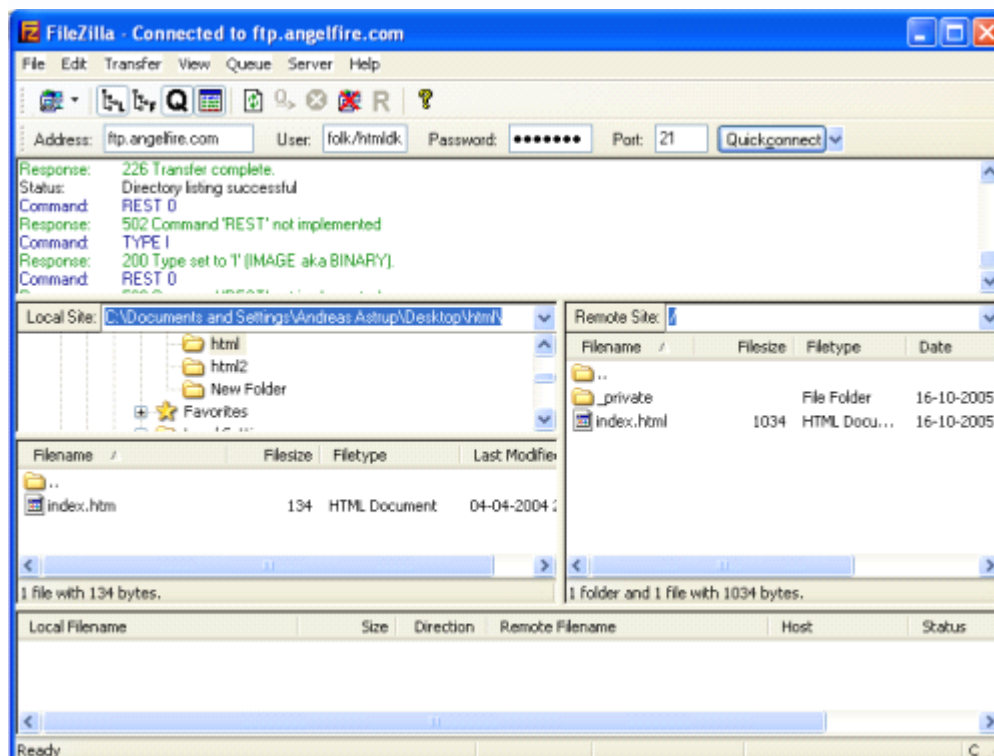 FileZilla - Connected to ftp.angelfire.com
File Edit Transfer View Queue Server Help
Address: ftp.angelfire.com User: folk/htmldk Password: ●●●●●●● Port: 21 Quickconnect
Response: 226 Transfer complete.
Status: Directory listing successful
Command: REST 0
Response: 502 Command 'REST' not implemented
Command: TYPE I
Response: 200 Type set to 'I' (IMAGE aka BINARY).
Command: REST 0
Local Site: C:\Documents and Settings\Andreas Astrup\Desktop\html\
html
html2
New Folder
Favorites
Filename Filesize Filetype Last Modifie
..
index.htm 134 HTML Document 04-04-2004
1 file with 134 bytes.
Remote Site: /
Filename Filesize Filetype Date
..
_private File Folder 16-10-2005
index.html 1034 HTML Docu... 16-10-2005
1 folder and 1 file with 1034 bytes.
Local Filename Size Direction Remote Filename Host Status
Ready C